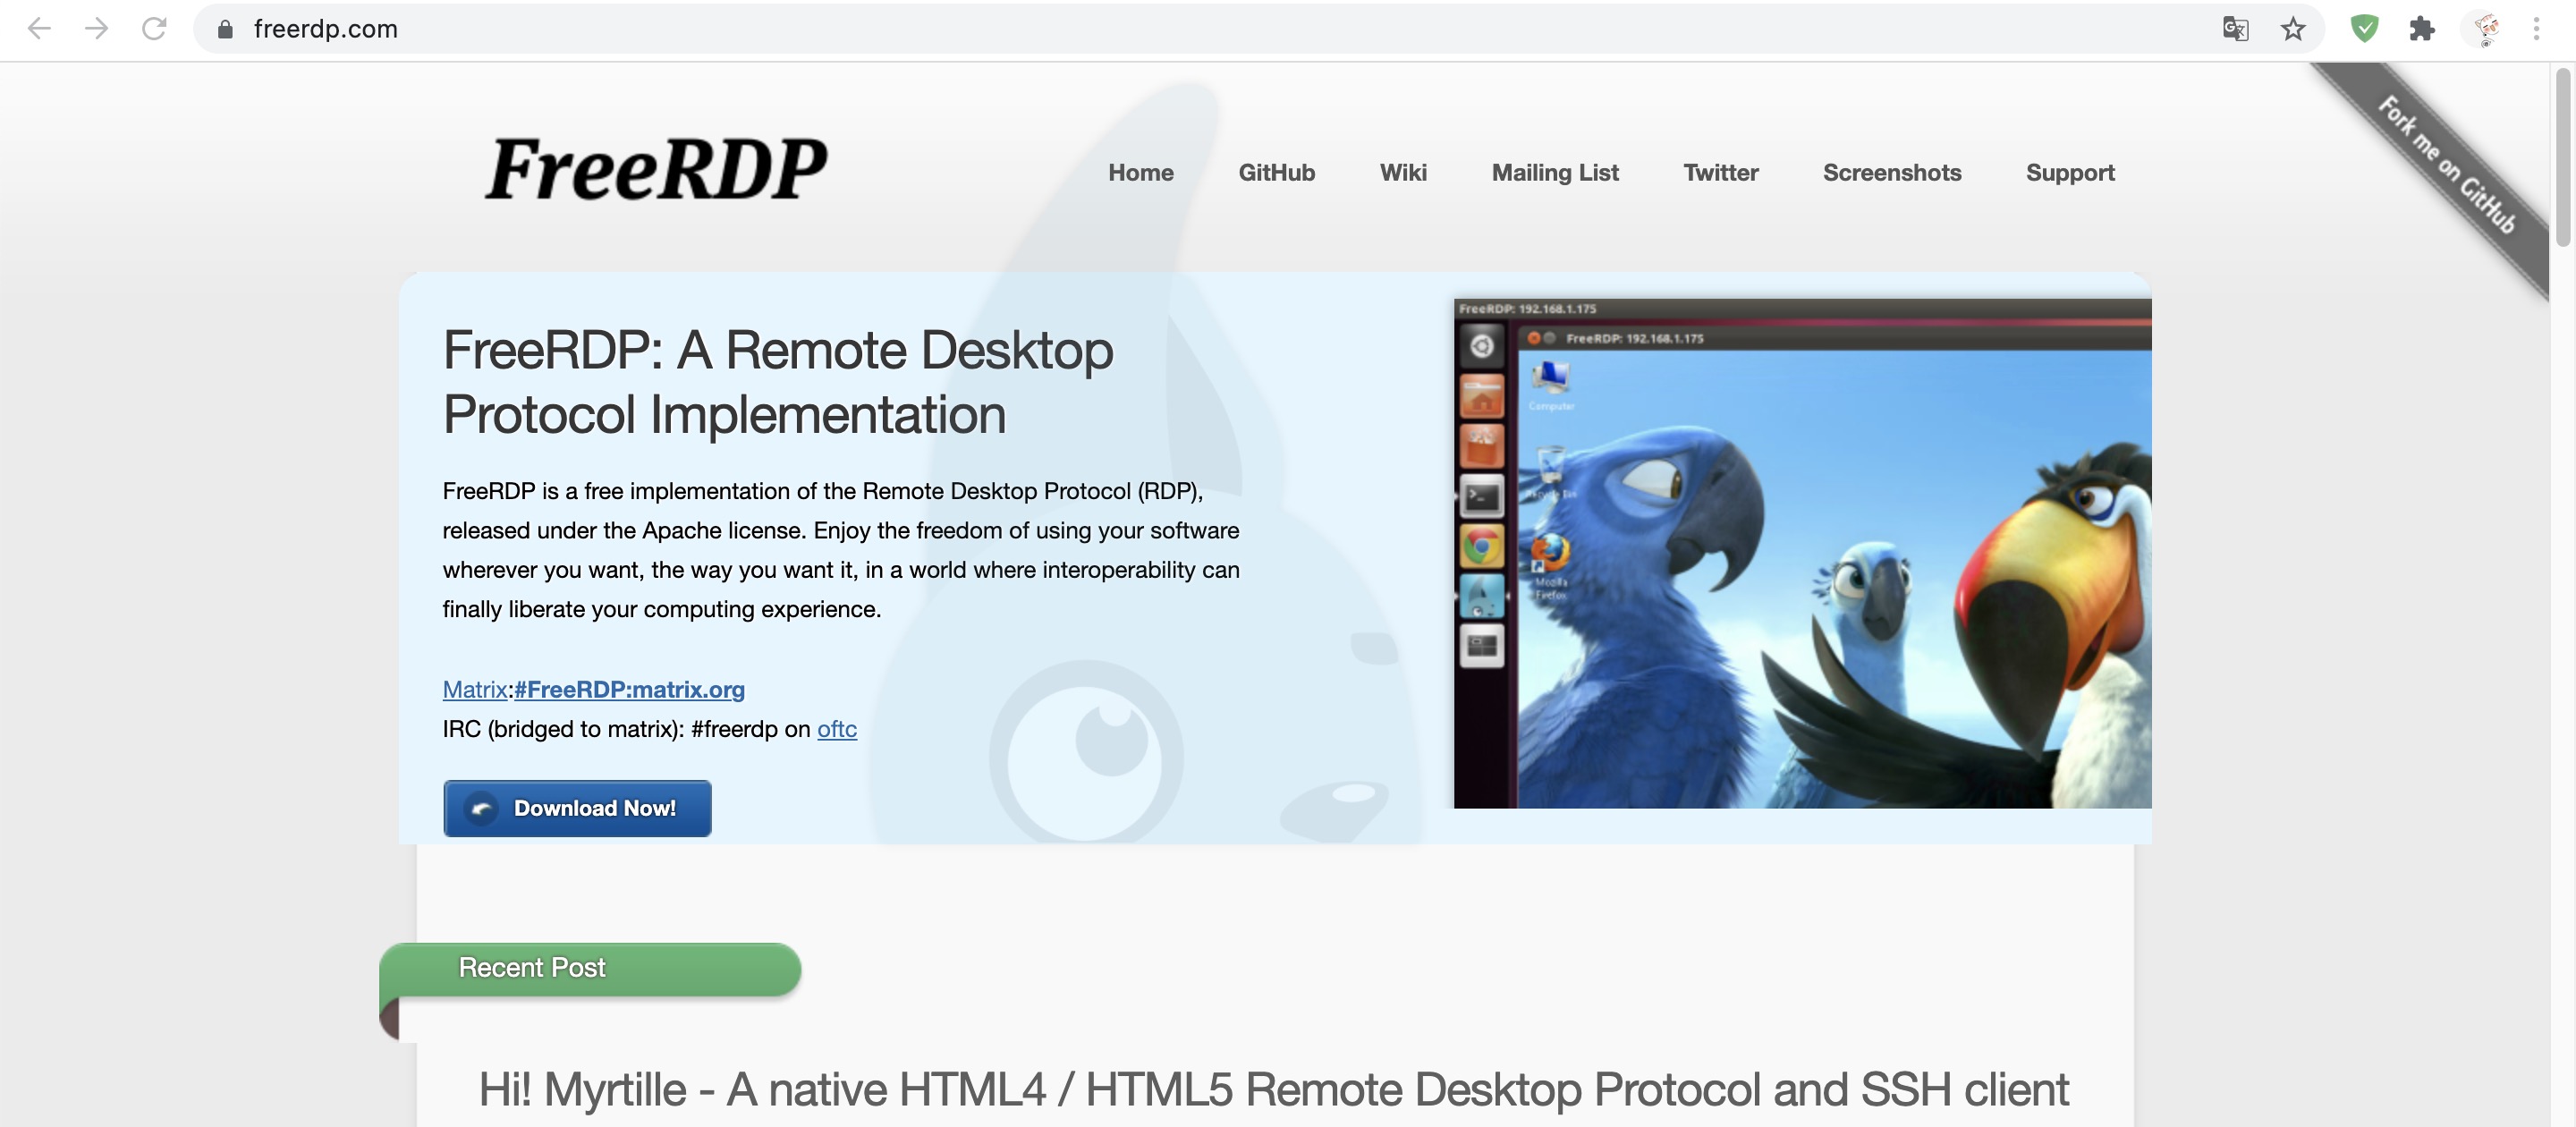 freerdp.com
Fork me on GitHub
FreeRDP
Home GitHub Wiki Mailing List Twitter Screenshots Support
FreeRDP: A Remote Desktop
Protocol Implementation
FreeRDP is a free implementation of the Remote Desktop Protocol (RDP),
released under the Apache license. Enjoy the freedom of using your software
wherever you want, the way you want it, in a world where interoperability can
finally liberate your computing experience.
Matrix:#FreeRDP:matrix.org
IRC (bridged to matrix): #freerdp on oftc
Download Now!
FreeRDP: 192.168.1.175
FreeRDP: 192.168.1.175
Computer
Recycle Bin
Mozilla
Firefox
Recent Post
Hi! Myrtille - A native HTML4 / HTML5 Remote Desktop Protocol and SSH client